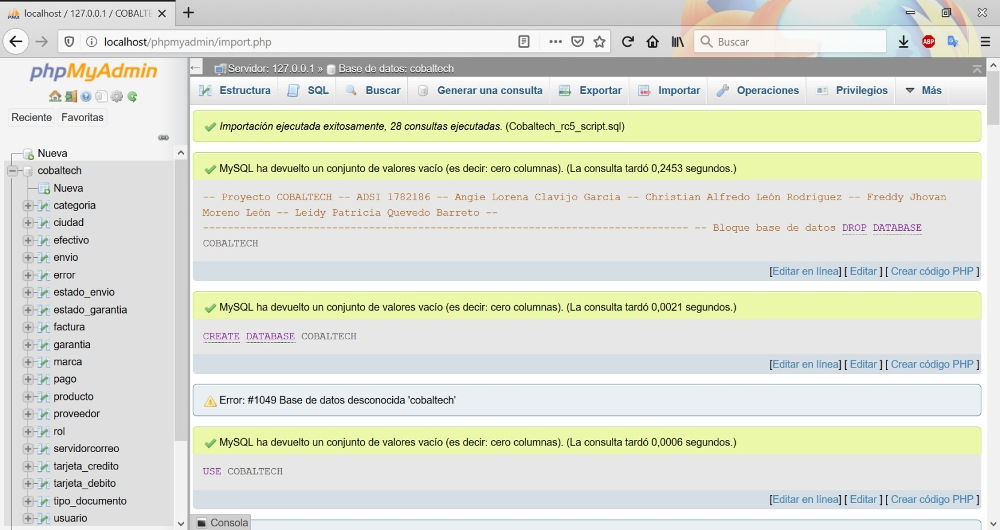 localhost / 127.0.0.1 / COBALTE
localhost/phpmyadmin/import.php
Buscar
ABP
phpMyAdmin
Reciente
Favoritas
Nueva
cobaltech
Nueva
categoria
ciudad
efectivo
envio
error
estado_envio
estado_garantia
factura
garantia
marca
pago
producto
proveedor
rol
servidorcorreo
tarjeta_credito
tarjeta_debito
tipo_documento
usuario
Servidor: 127.0.0.1 » Base de datos: cobaltech
Estructura SQL Buscar Generar una consulta Exportar Importar Operaciones Privilegios Más
Importación ejecutada exitosamente, 28 consultas ejecutadas. (Cobaltech_rc5_script.sql)
MySQL ha devuelto un conjunto de valores vacío (es decir: cero columnas). (La consulta tardó 0,2453 segundos.)
-- Proyecto COBALTECH -- ADSI 1782186 -- Angie Lorena Clavijo Garcia -- Christian Alfredo León Rodriguez -- Freddy Jhovan
Moreno León -- Leidy Patricia Quevedo Barreto --
------------------------------------------------------------------------------- -- Bloque base de datos DROP DATABASE
COBALTECH
[Editar en línea] [ Editar ] [ Crear código PHP ]
MySQL ha devuelto un conjunto de valores vacío (es decir: cero columnas). (La consulta tardó 0,0021 segundos.)
CREATE DATABASE COBALTECH
[Editar en línea] [ Editar ] [ Crear código PHP ]
Error: #1049 Base de datos desconocida 'cobaltech'
MySQL ha devuelto un conjunto de valores vacío (es decir: cero columnas). (La consulta tardó 0,0006 segundos.)
USE COBALTECH
[Editar en línea] [ Editar ] [ Crear código PHP ]
Consola